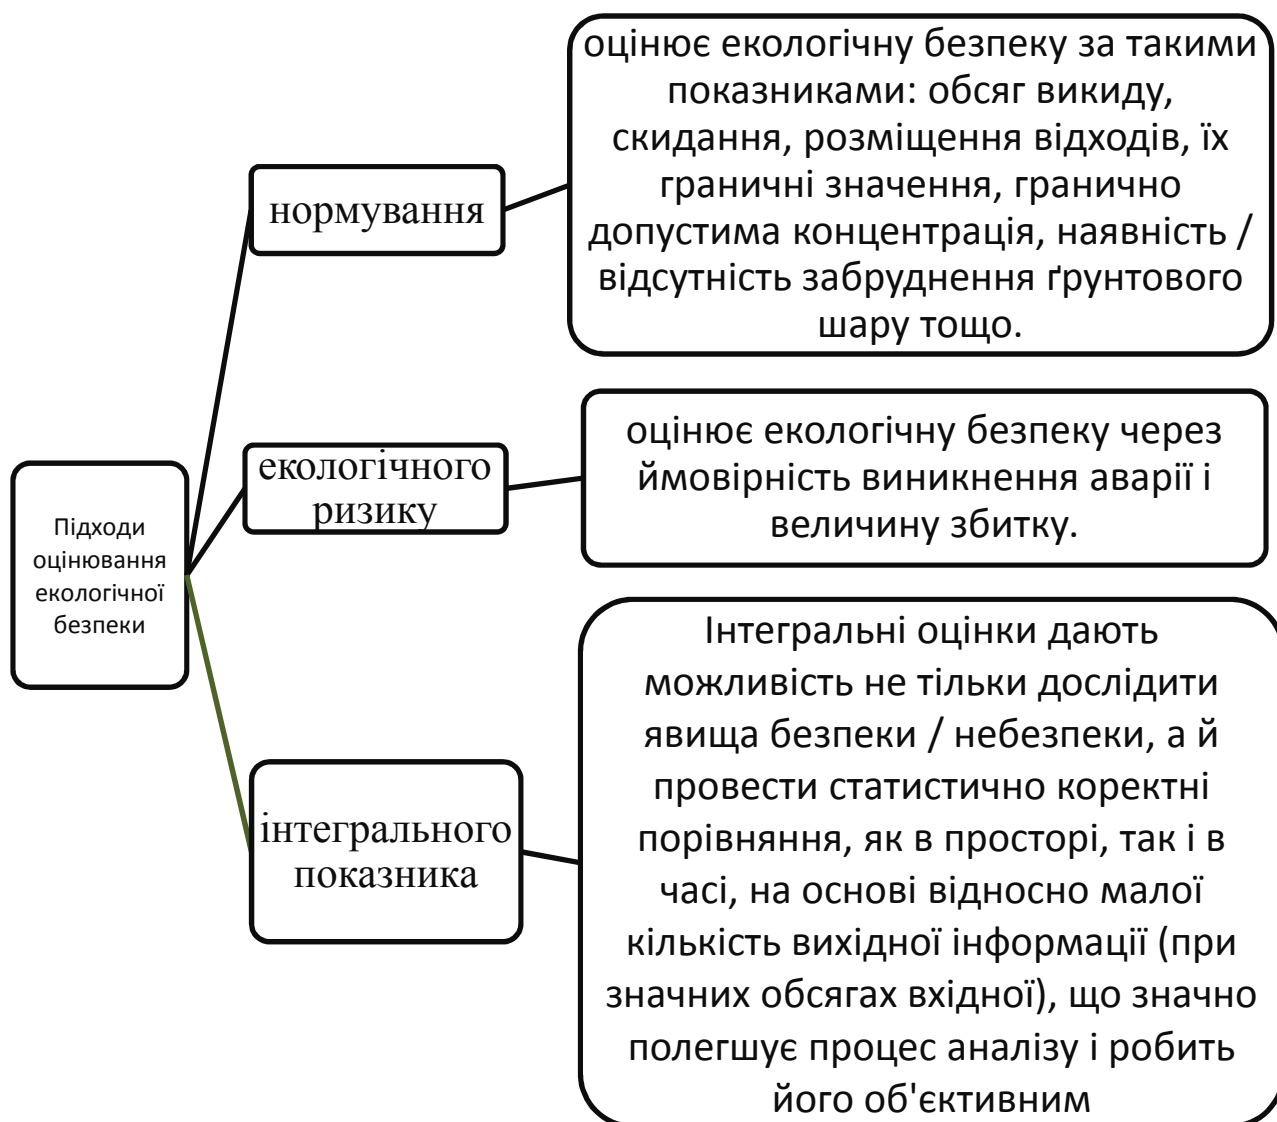 Підходи
оцінювання
екологічної
безпеки
нормування
оцінює екологічну безпеку за такими
показниками: обсяг викиду,
скидання, розміщення відходів, їх
граничні значення, гранично
допустима концентрація, наявність /
відсутність забруднення ґрунтового
шару тощо.
екологічного
ризику
оцінює екологічну безпеку через
ймовірність виникнення аварії і
величину збитку.
інтегрального
показника
Інтегральні оцінки дають
можливість не тільки дослідити
явища безпеки / небезпеки, а й
провести статистично коректні
порівняння, як в просторі, так і в
часі, на основі відносно малої
кількість вихідної інформації (при
значних обсягах вхідної), що значно
полегшує процес аналізу і робить
його об'єктивним